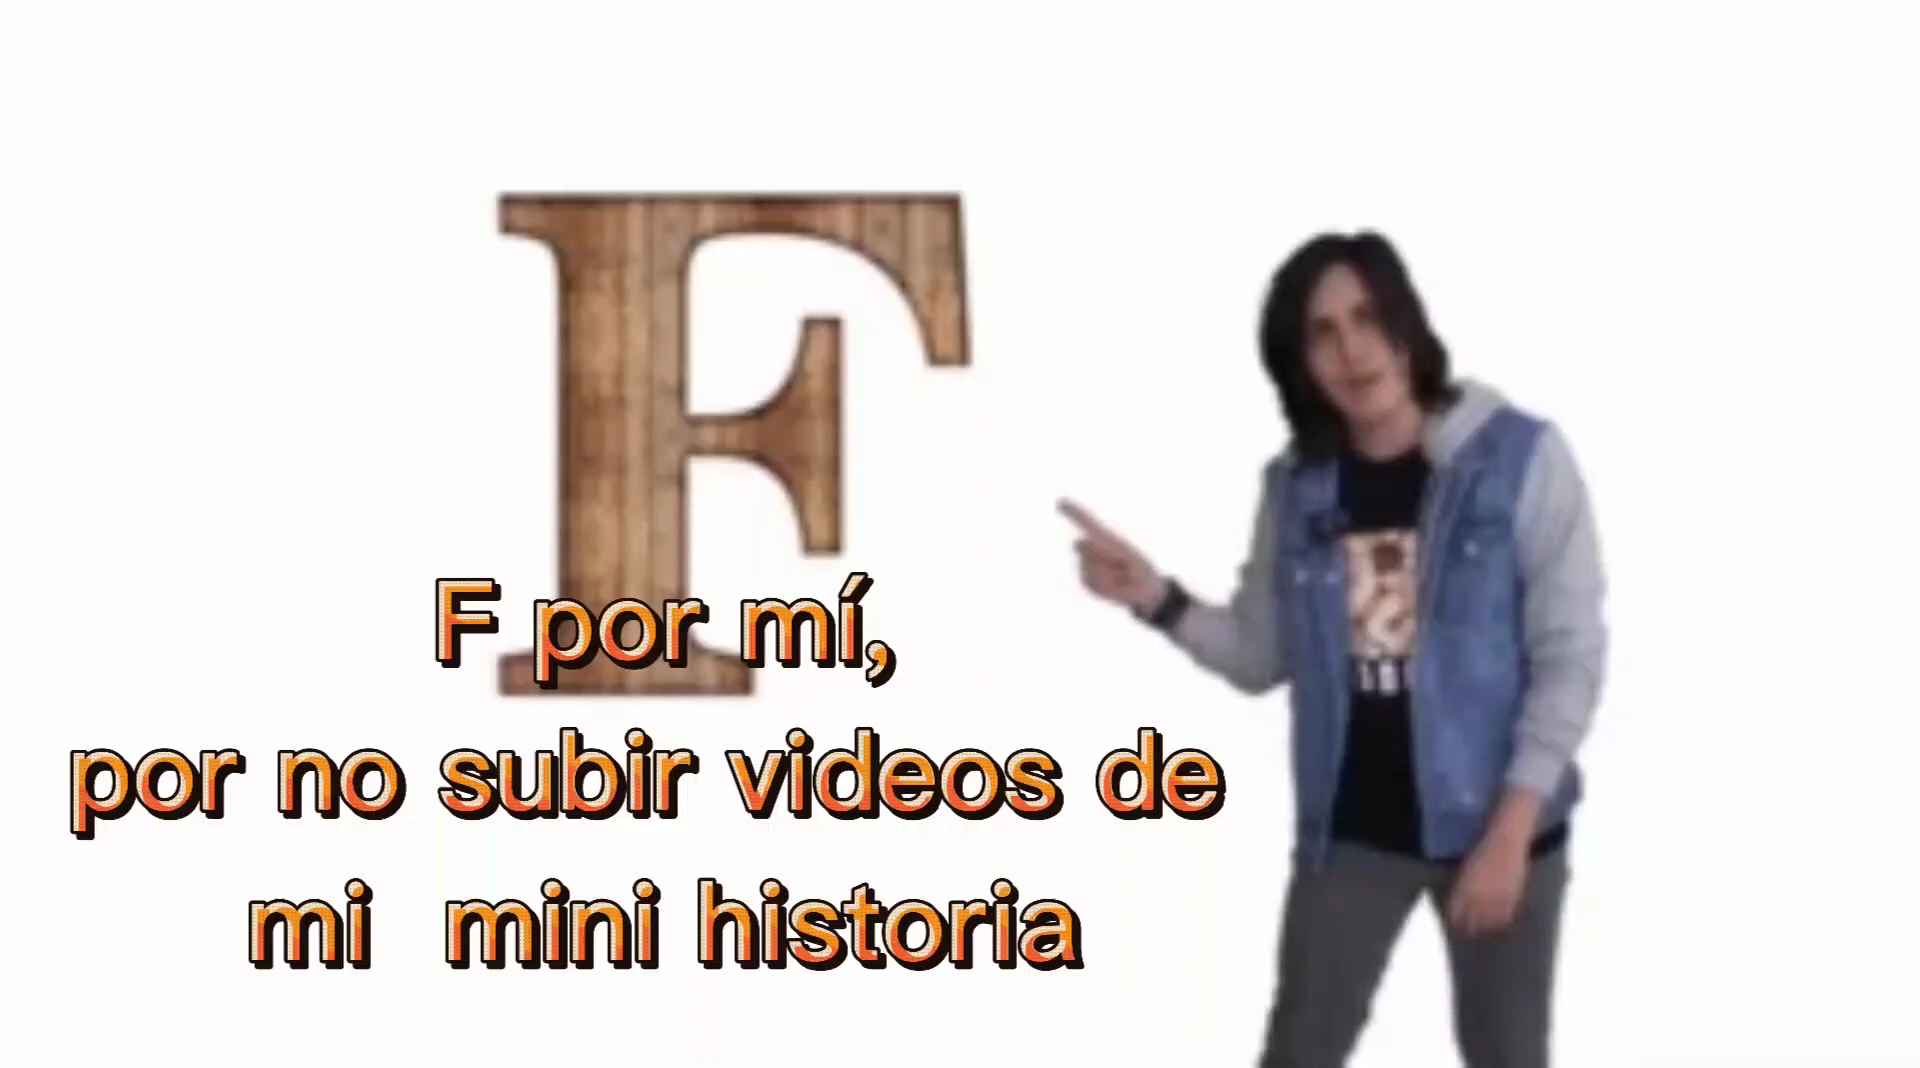 F
F por mí,
por no subir videos de
mi mini historia